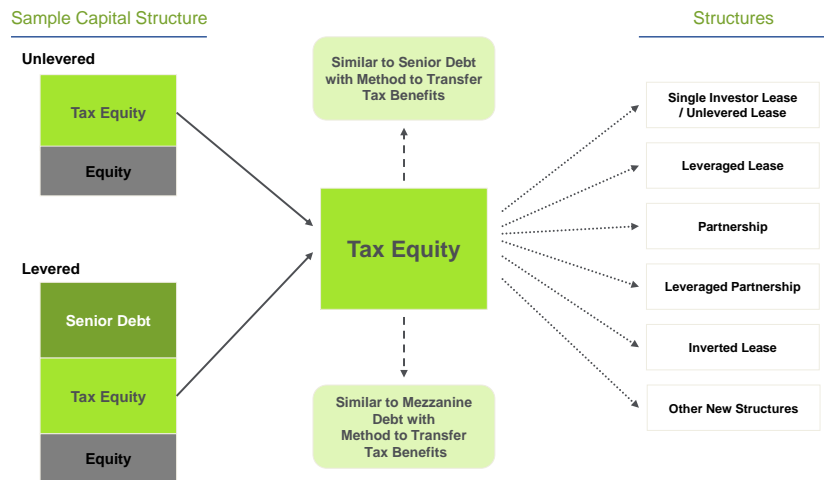 Sample Capital Structure
Structures
Unlevered
Tax Equity
Equity
Levered
Senior Debt
Tax Equity
Equity
Similar to Senior Debt
with Method to Transfer
Tax Benefits
Tax Equity
Similar to Mezzanine
Debt with
Method to Transfer
Tax Benefits
Single Investor Lease
/ Unlevered Lease
Leveraged Lease
Partnership
Leveraged Partnership
Inverted Lease
Other New Structures